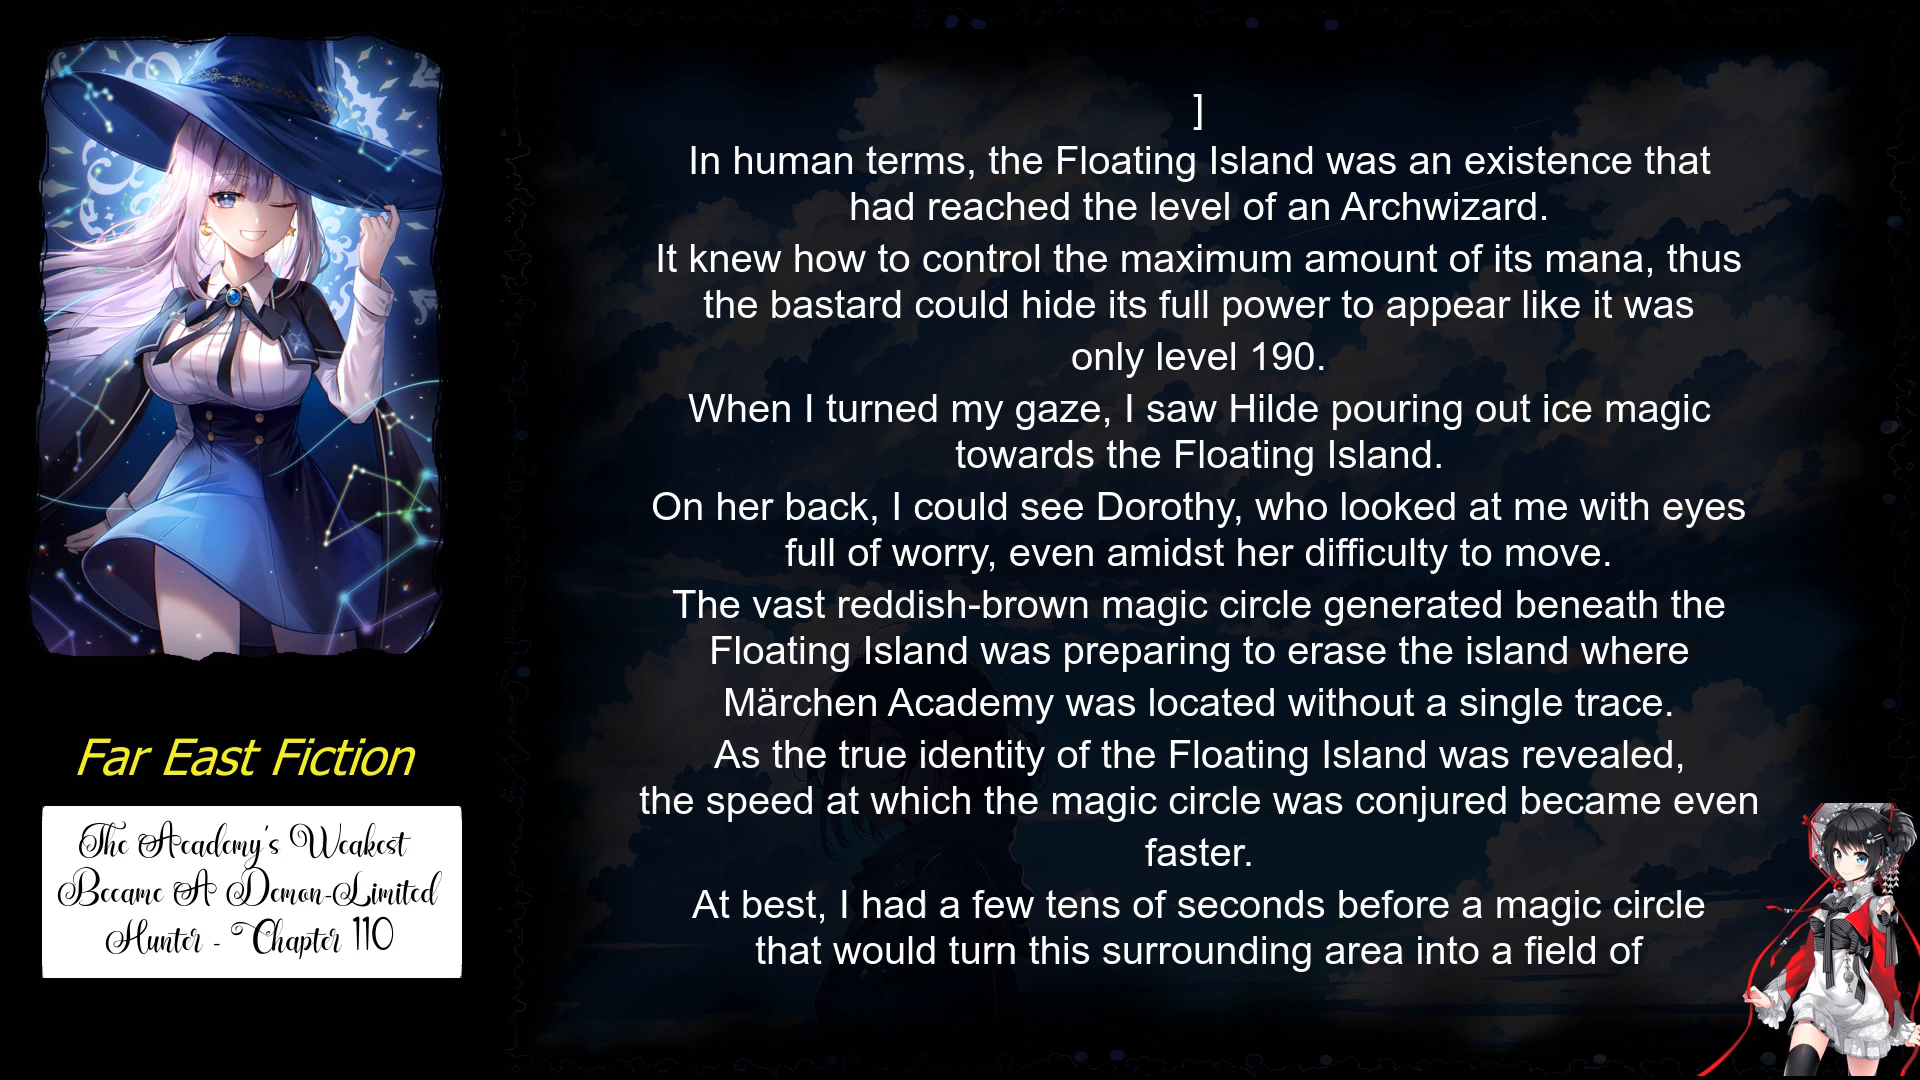 ]
In human terms, the Floating Island was an existence that
had reached the level of an Archwizard.
It knew how to control the maximum amount of its mana, thus
the bastard could hide its full power to appear like it was
only level 190.
When I turned my gaze, I saw Hilde pouring out ice magic
towards the Floating Island.
On her back, I could see Dorothy, who looked at me with eyes
full of worry, even amidst her difficulty to move.
The vast reddish-brown magic circle generated beneath the
Floating Island was preparing to erase the island where
Märchen Academy was located without a single trace.
As the true identity of the Floating Island was revealed,
the speed at which the magic circle was conjured became even
faster.
At best, I had a few tens of seconds before a magic circle
that would turn this surrounding area into a field of
Far East Fiction
The Academy's Weakest
Became A Demon-Limited
Hunter - Chapter 110